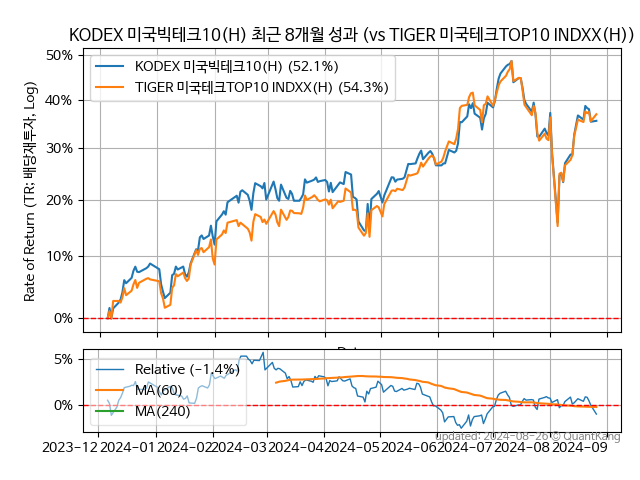 KODEX 미국빅테크10(H) 최근 8개월 성과 (vs TIGER 미국테크TOP10 INDXX(H))
Rate of Return (TR: 배당재투자, Log)
50%
40%
30%
20%
10%
0%
KODEX 미국빅테크10(H) (52.1%)
TIGER 미국테크TOP10 INDXX(H) (54.3%)
5%
0%
Relative (−1.4%)
MA(60)
MA(240)
updated: 2024-08-26 © QuantKang
2023-12 2024-01 2024-02 2024-03 2024-04 2024-05 2024-06 2024-07 2024-08 2024-09